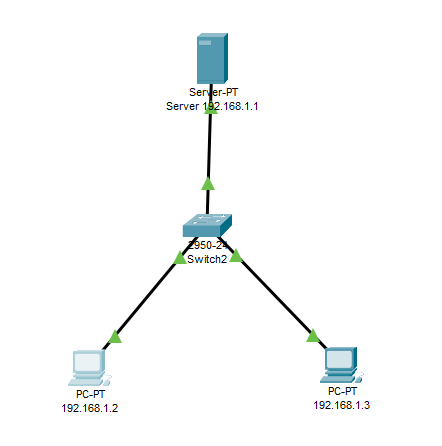 Server-PT
Server 192.168.1.1
2950-24
Switch2
PC-PT
192.168.1.2
PC-PT
192.168.1.3